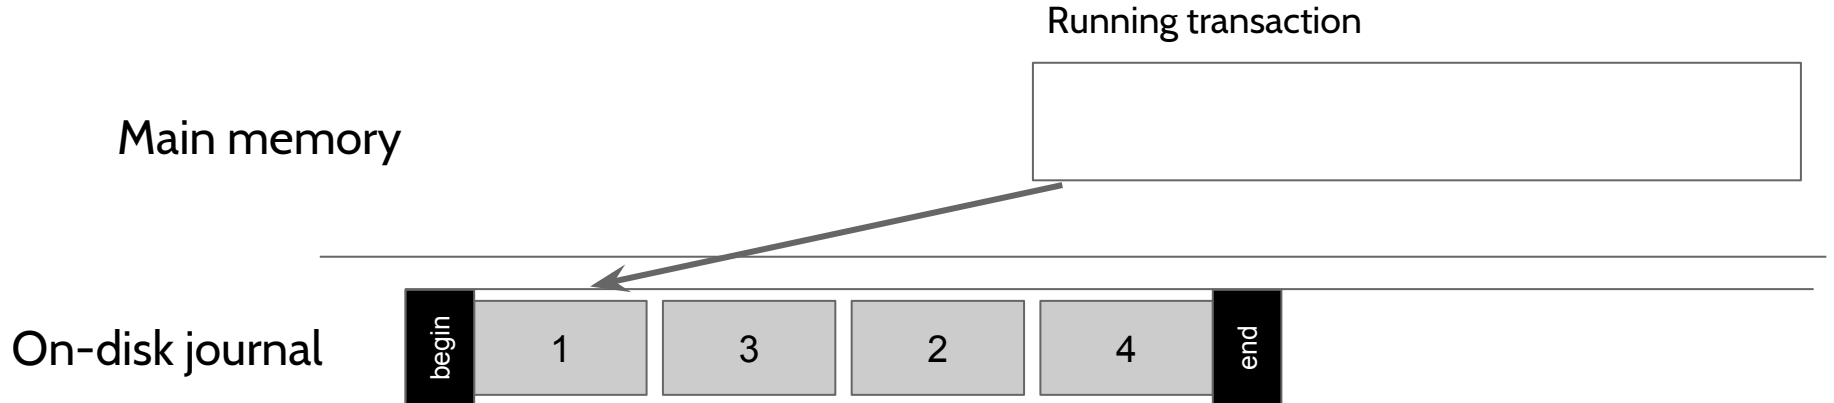 Running transaction
Main memory
On-disk journal
begin
1
3
2
4
end